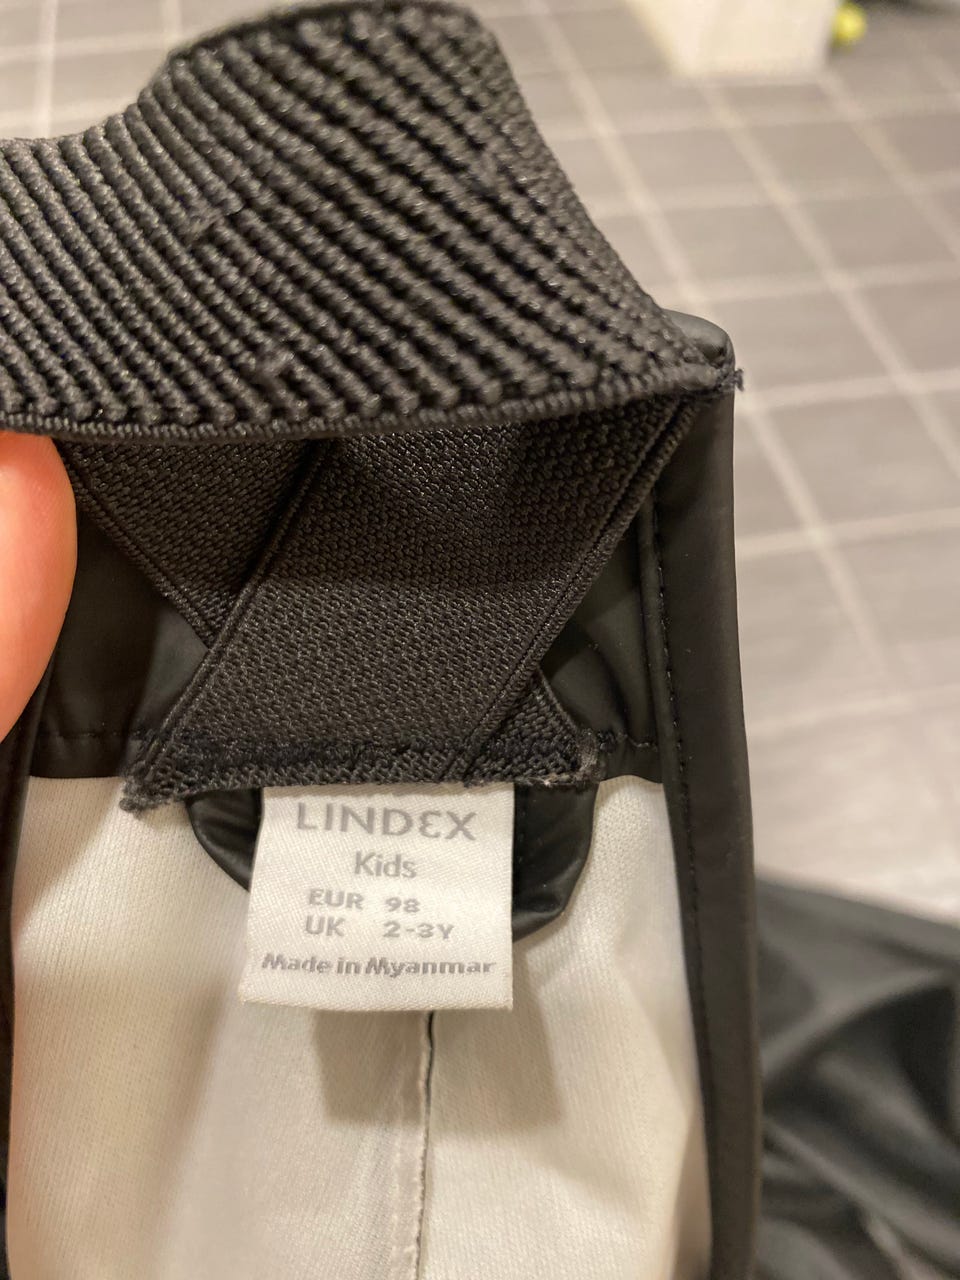 LINDEX
Kids
EUR 98
UK 2-3Y
Made in Myanmar